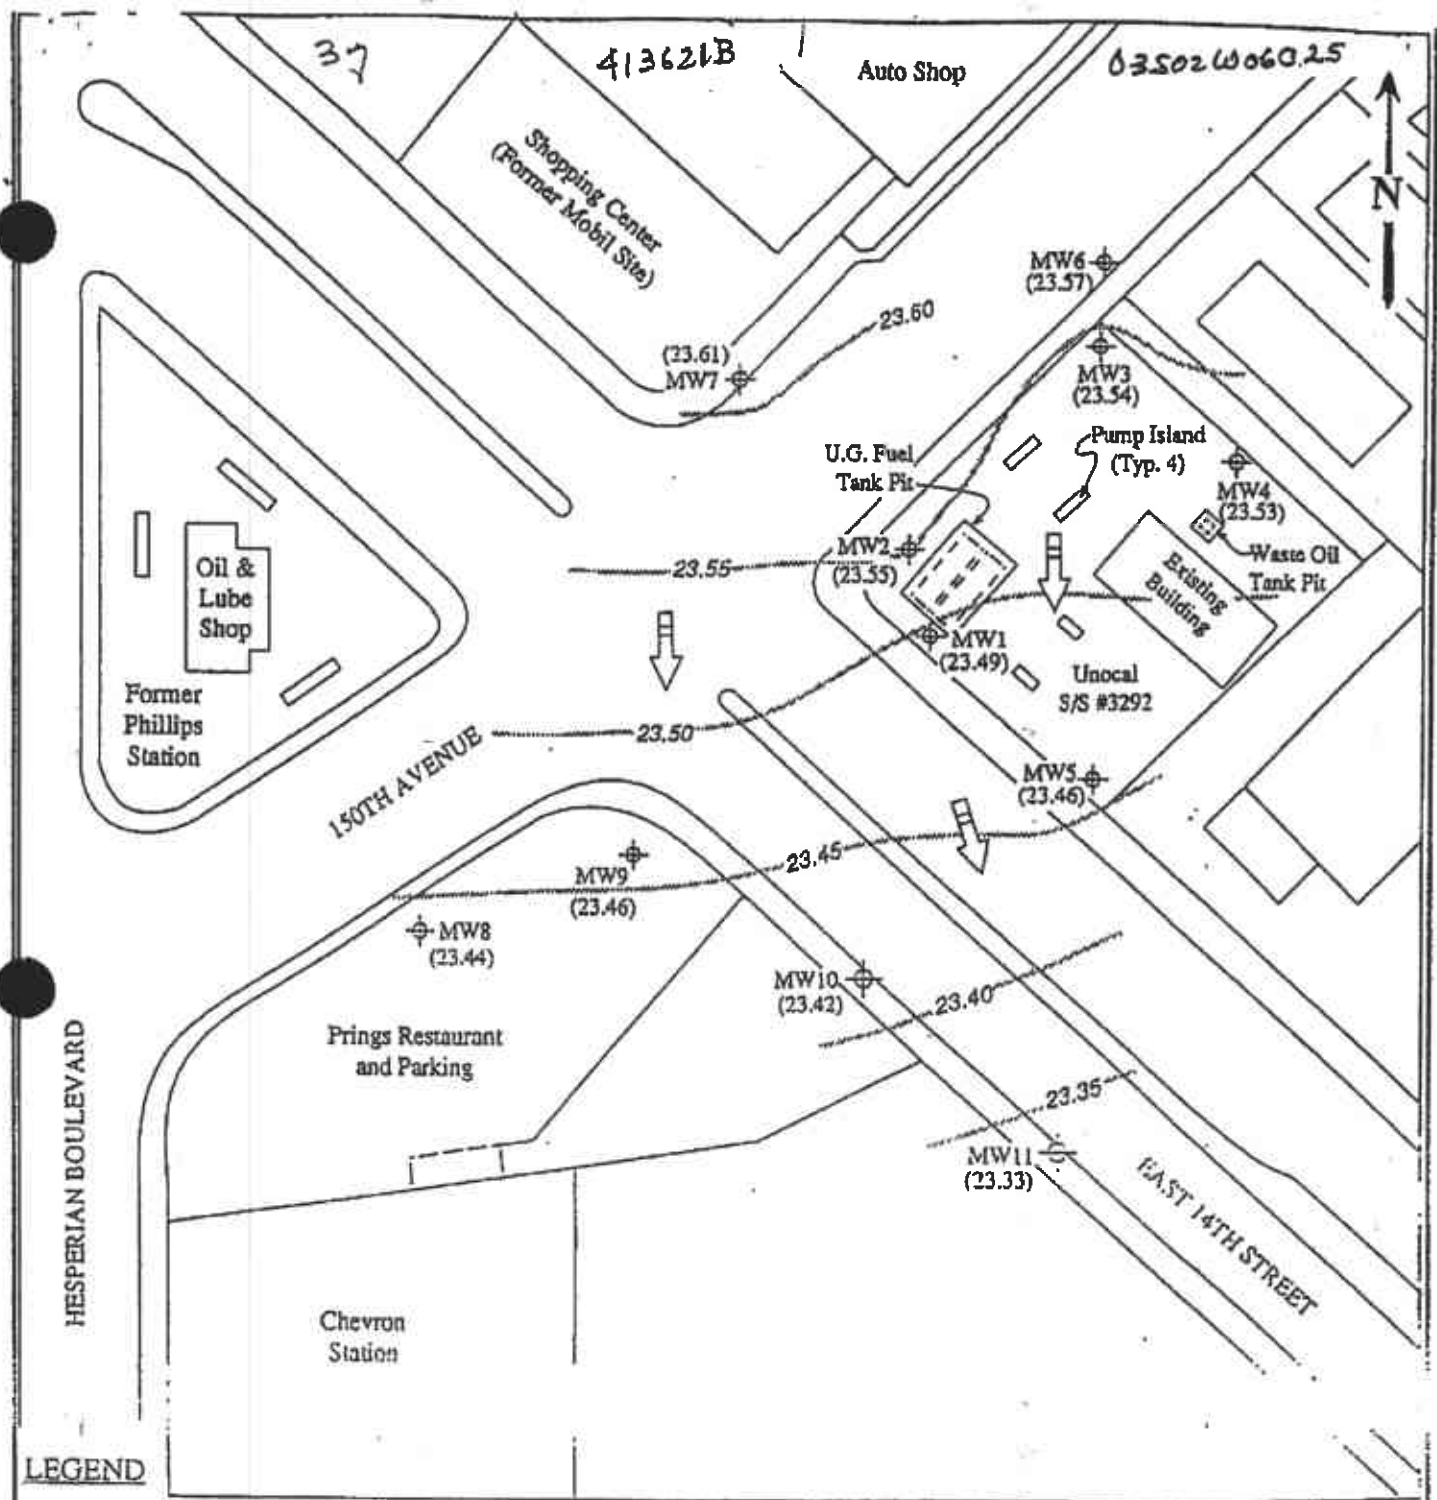 37
413621B
03S02W06C25
Auto Shop
N
Shopping Center
(Former Mobil Site)
MW6
(23.57)
23.60
(23.61)
MW7
MW3
(23.54)
Pump Island
(Typ. 4)
U.G. Fuel
Tank Pit
MW4
(23.53)
Waste Oil
Tank Pit
MW2
(23.55)
23.55
Existing
Building
Oil &
Lube
Shop
MW1
(23.49)
Unocal
S/S #3292
Former
Phillips
Station
23.50
150TH AVENUE
MW5
(23.46)
23.45
MW9
(23.46)
MW8
(23.44)
MW10
(23.42)
23.40
Prings Restaurant
and Parking
23.35
MW11
(23.33)
HESPERIAN BOULEVARD
EAST 14TH STREET
Chevron
Station
LEGEND